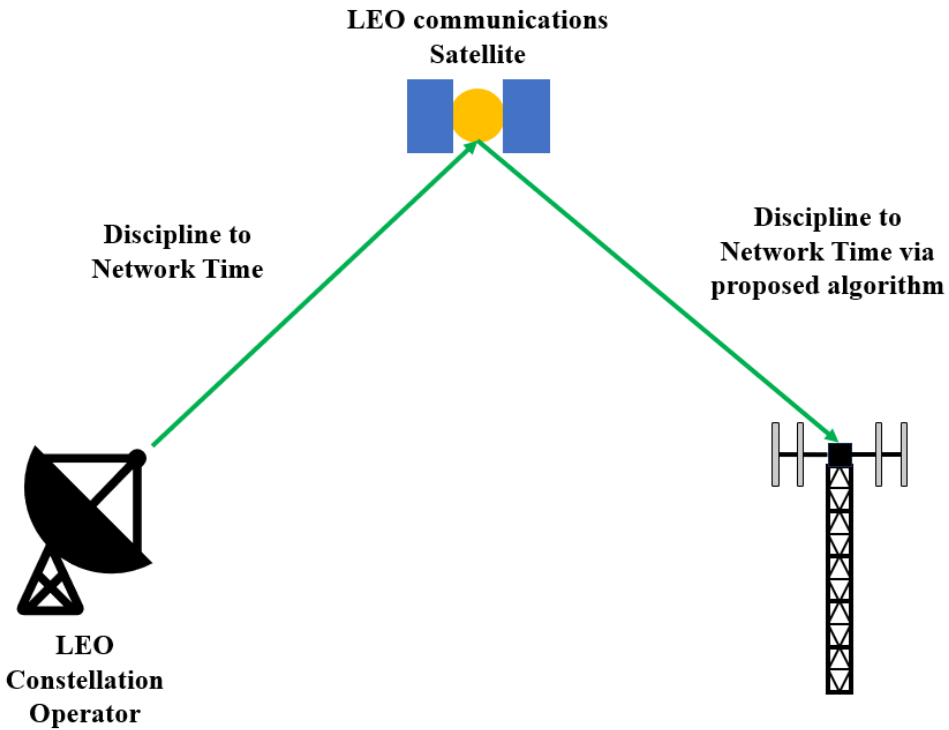 LEO communications
Satellite
Discipline to
Network Time
Discipline to
Network Time via
proposed algorithm
LEO
Constellation
Operator